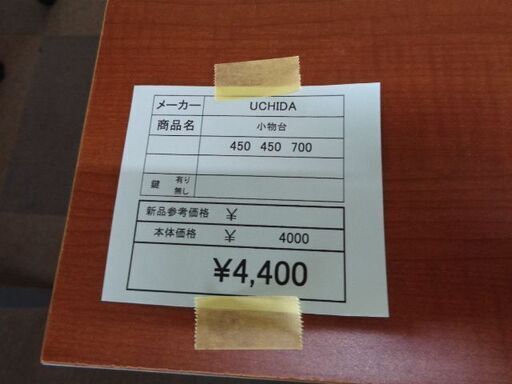 メーカー UCHIDA
商品名 小物台
450 450 700
鍵 有り
無し
新品参考価格 ¥
本体価格 ¥ 4000
¥4,400